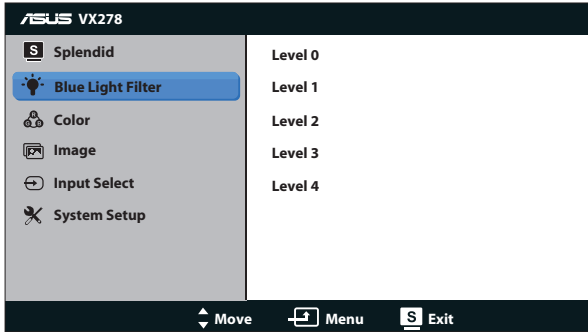 ASUS VX278
S Splendid
Blue Light Filter
Color
Image
Input Select
System Setup
Level 0
Level 1
Level 2
Level 3
Level 4
Move Menu S Exit